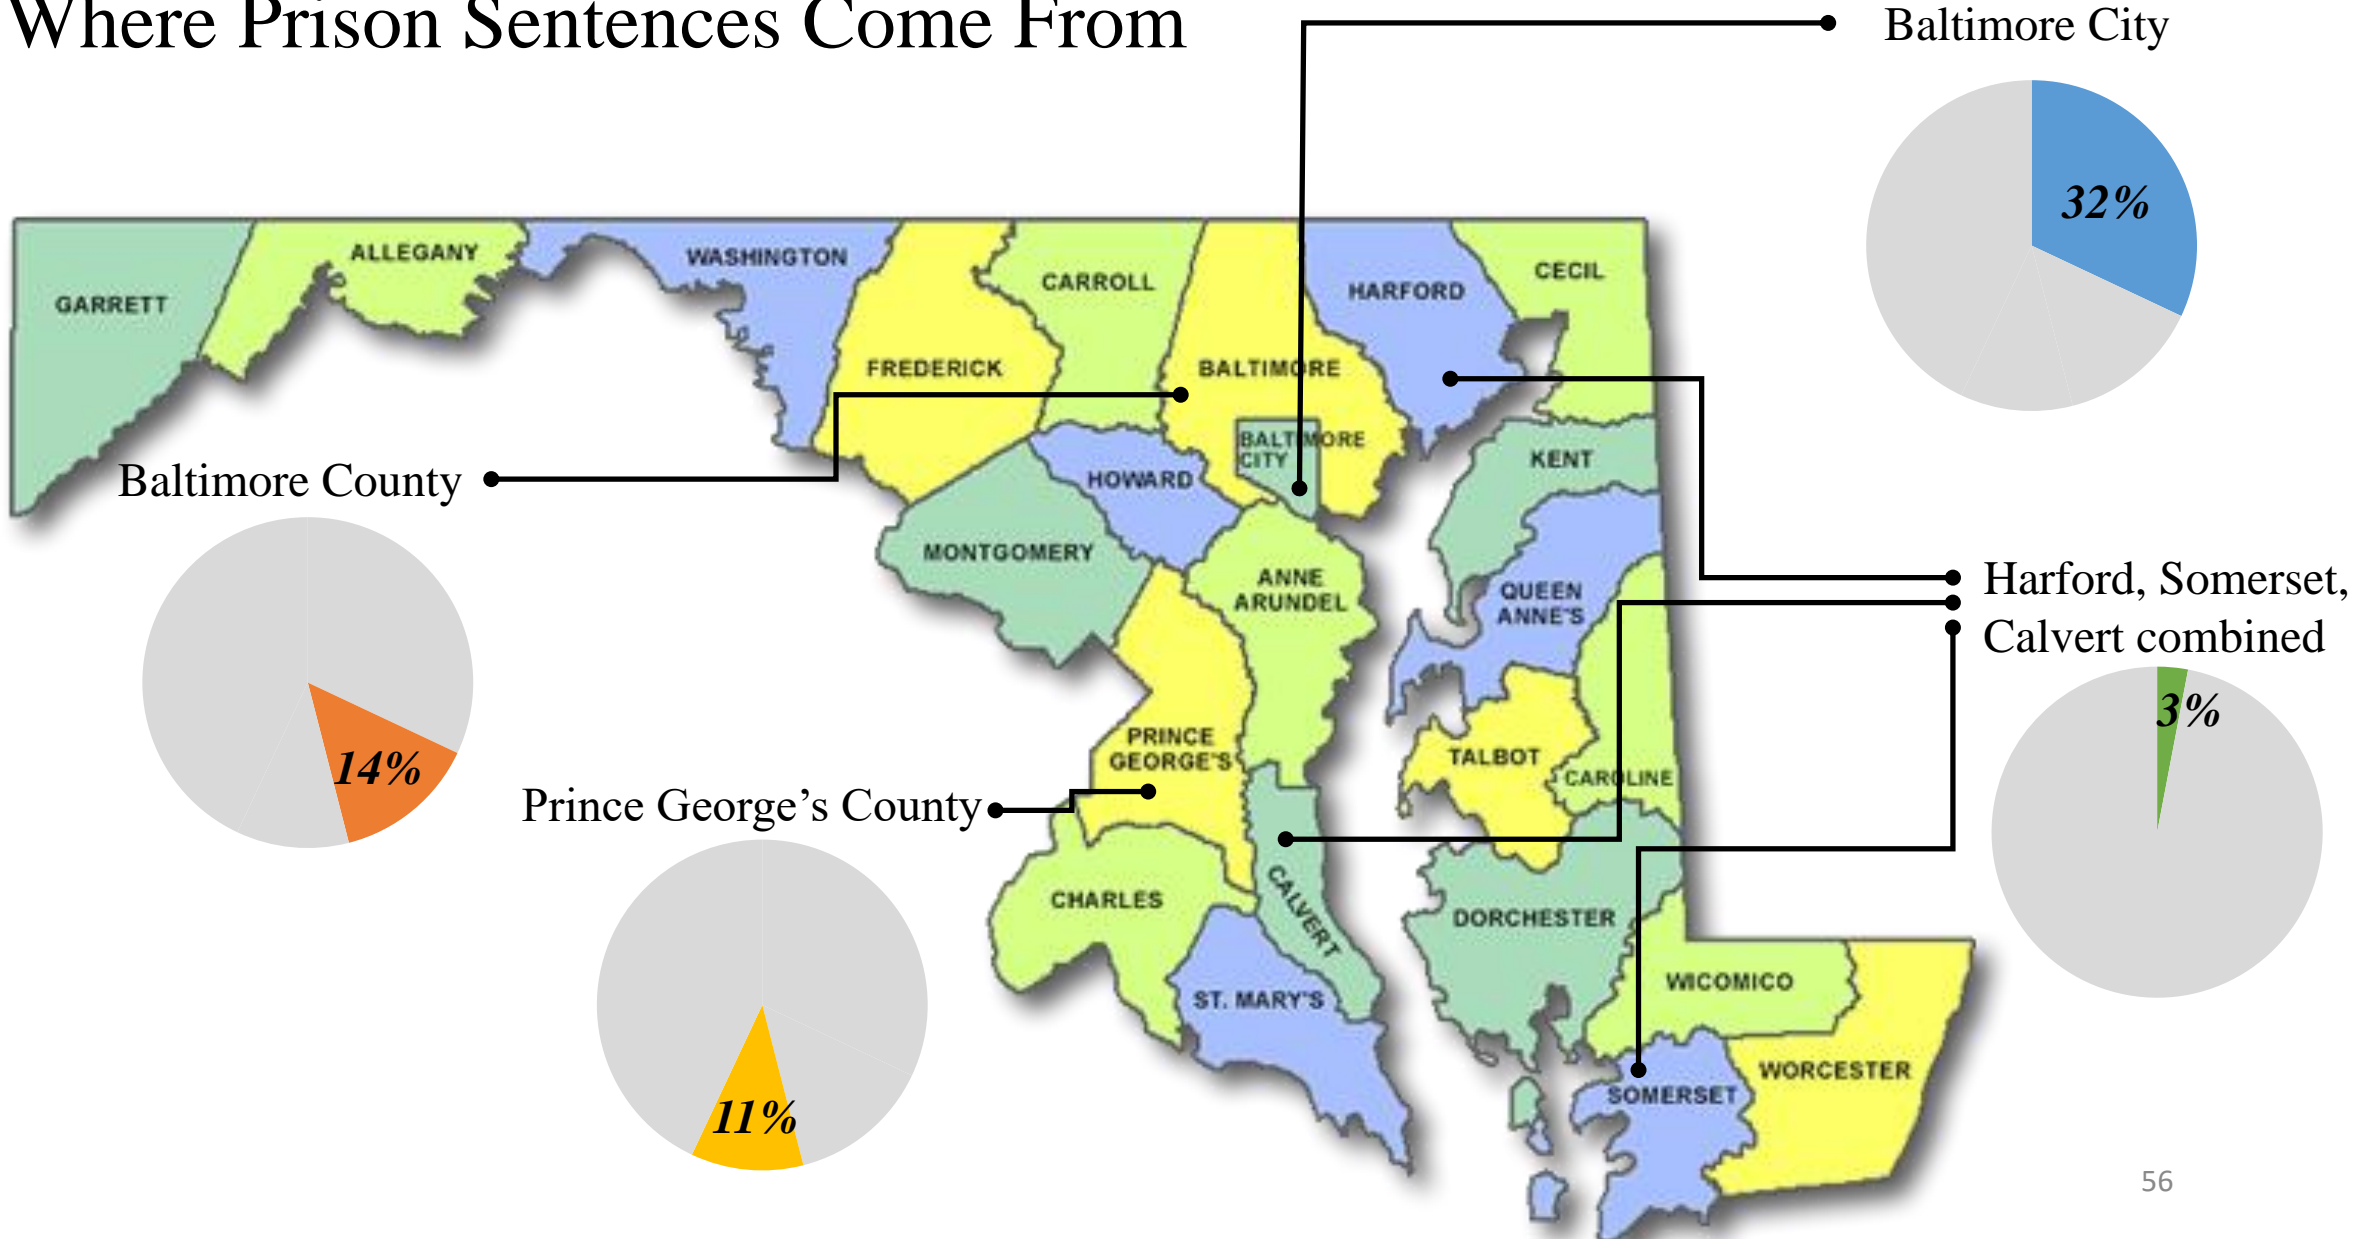 Where Prison Sentences Come From
Baltimore City
32%
GARRETT
ALLEGANY
WASHINGTON
FREDERICK
CARROLL
BALTIMORE
HARFORD
CECIL
BALTIMORE
CITY
KENT
HOWARD
MONTGOMERY
ANNE
ARUNDEL
QUEEN
ANNE'S
PRINCE
GEORGE'S
TALBOT
CAROLINE
CHARLES
CALVERT
DORCHESTER
ST. MARY'S
WICOMICO
SOMERSET
WORCESTER
Baltimore County
14%
Prince George’s County
11%
Harford, Somerset,
Calvert combined
3%
56